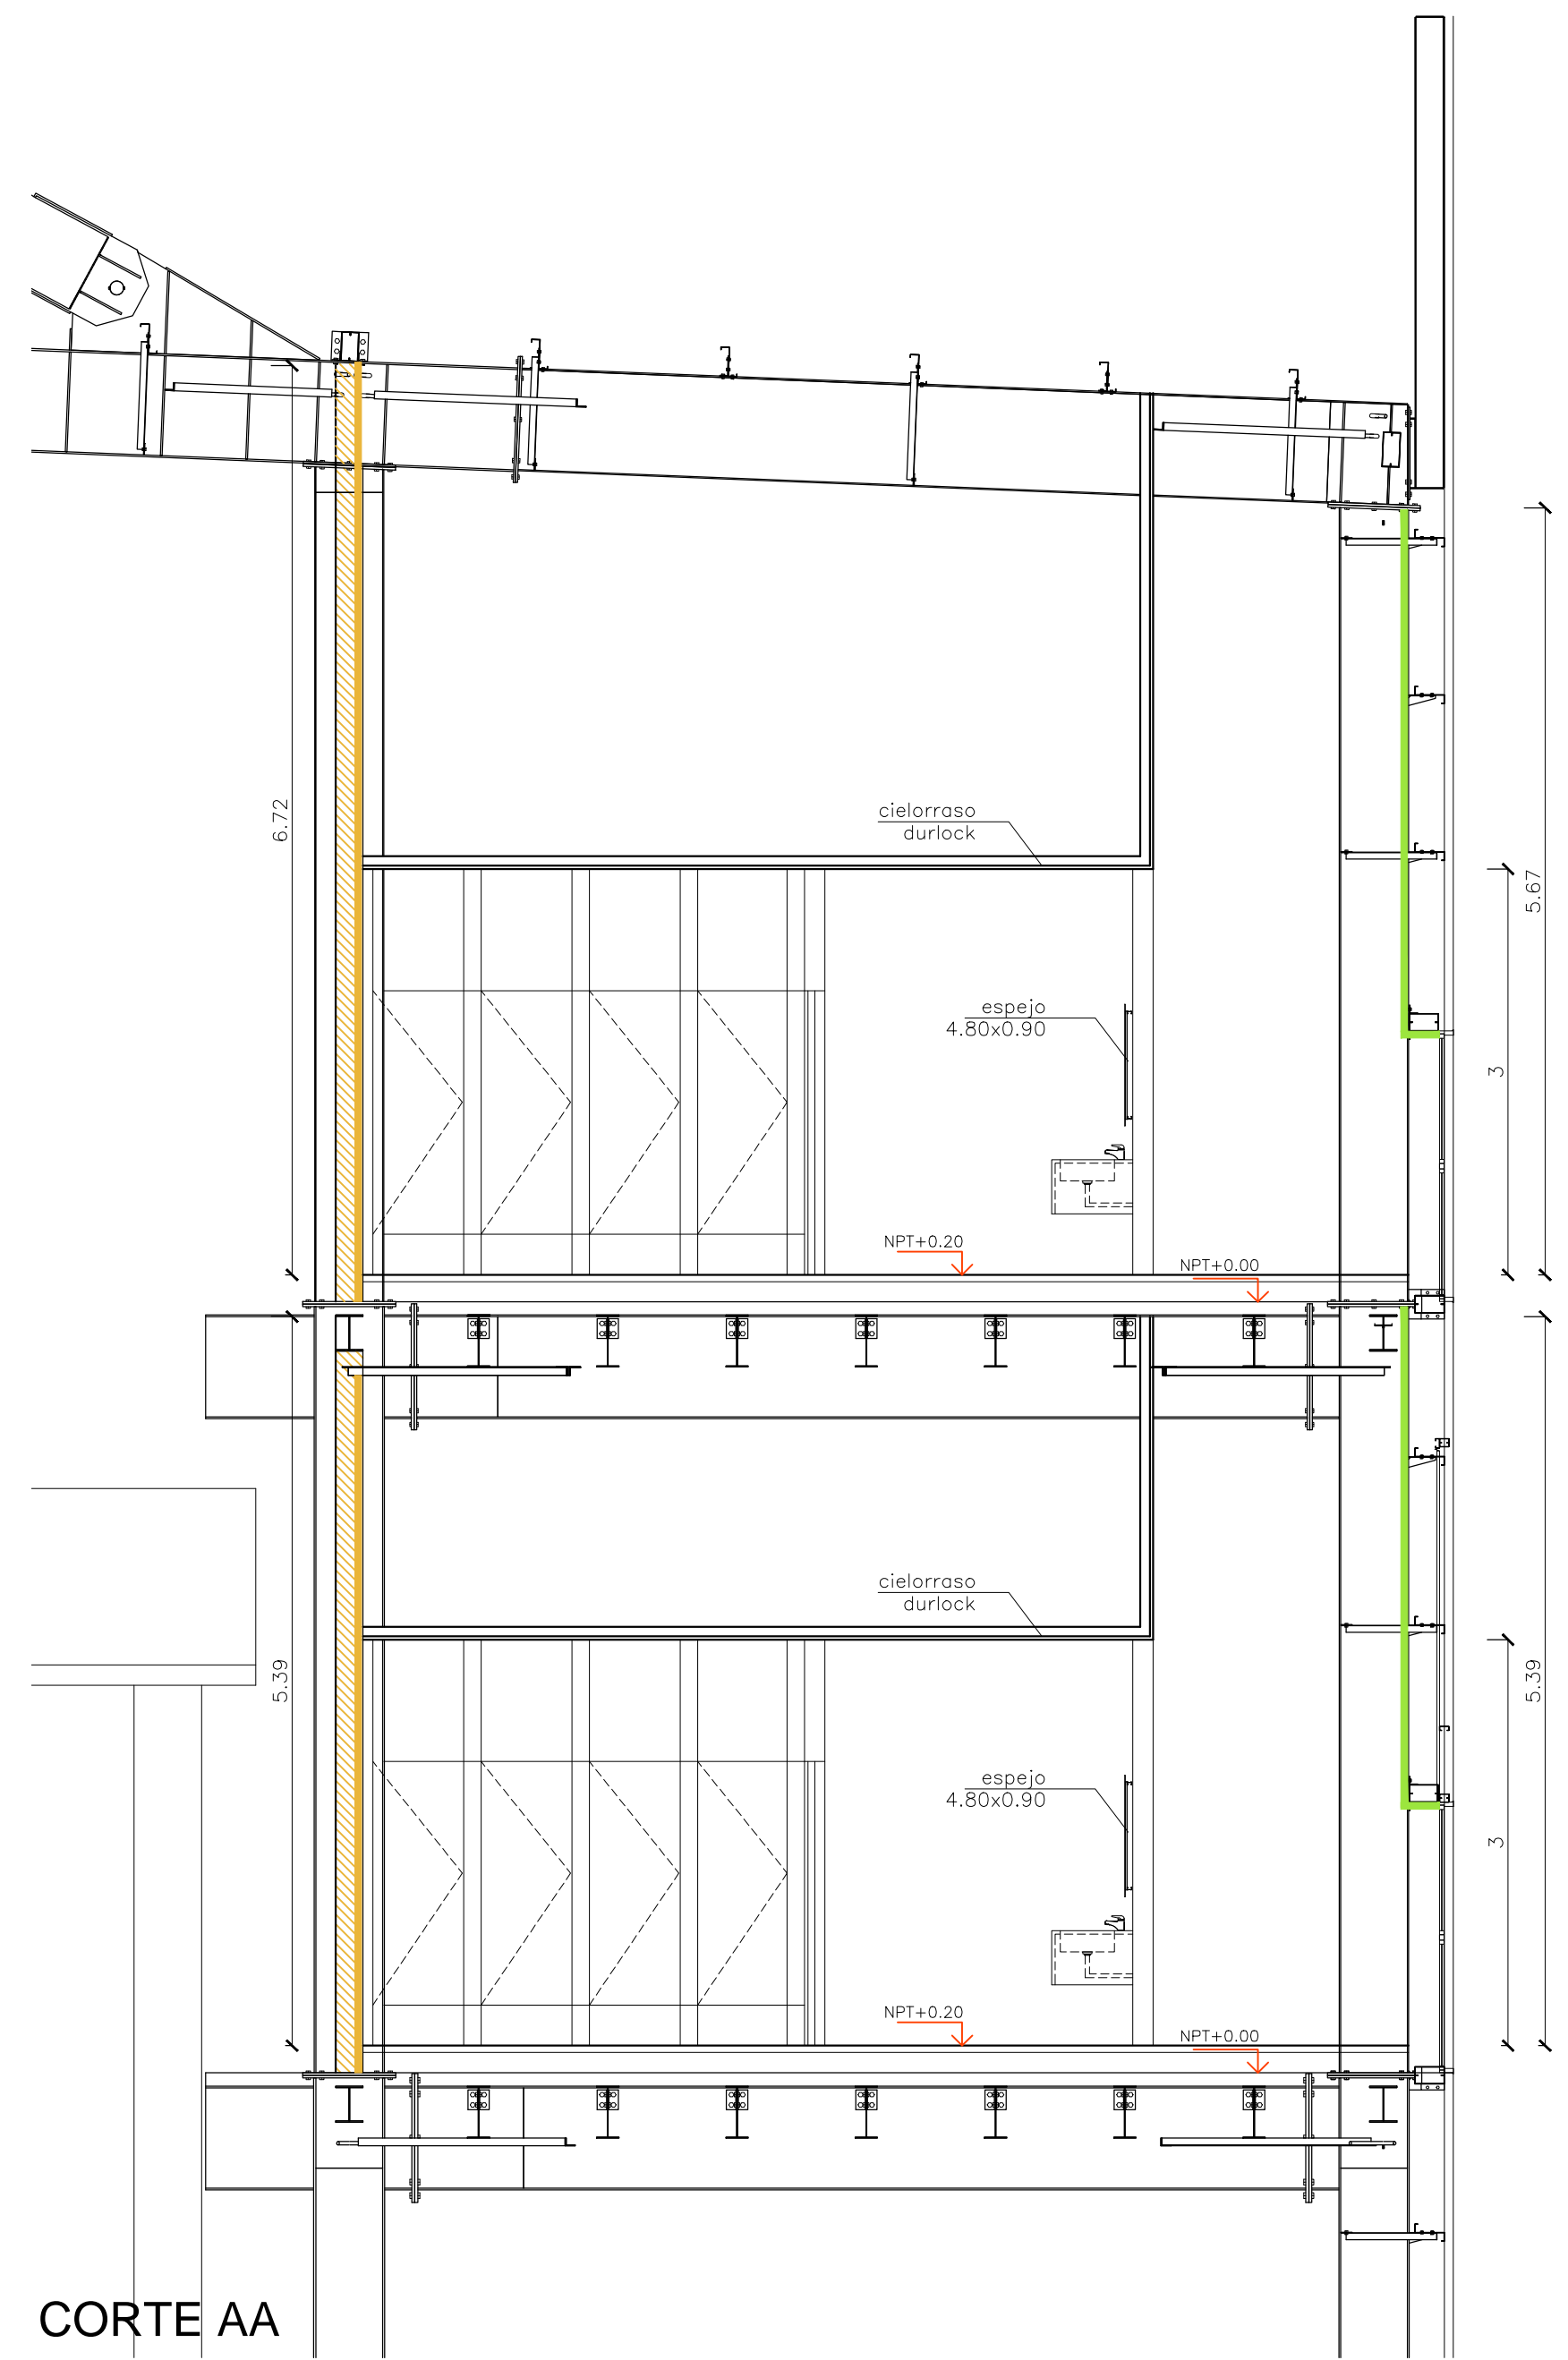 6.72
cielorraso
durlock
5.67
espejo
4.80x0.90
3
NPT+0.20
NPT+0.00
cielorraso
durlock
5.39
5.39
espejo
4.80x0.90
3
NPT+0.20
NPT+0.00
CORTE AA